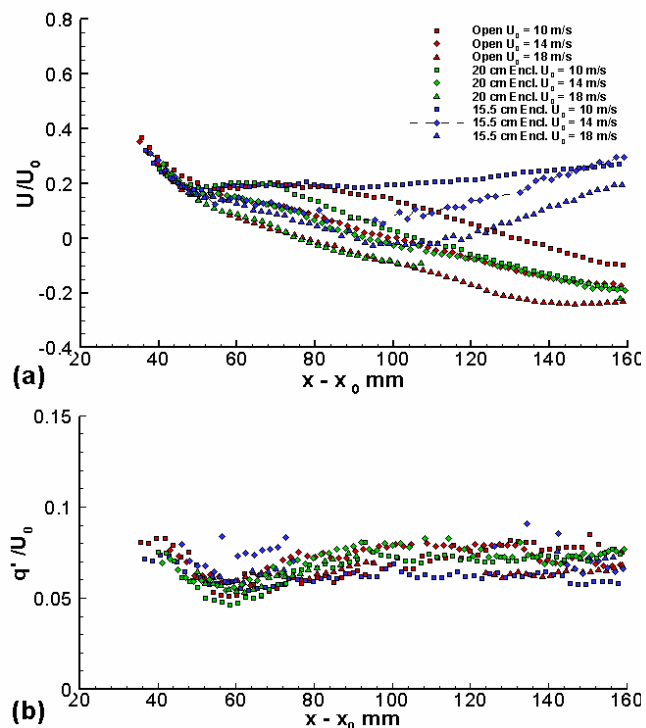 (a)
U/U0
0.8
0.6
0.4
0.2
0
-0.2
-0.4
Open U0 = 10 m/s
Open U0 = 14 m/s
Open U0 = 18 m/s
20 cm Encl. U0 = 10 m/s
20 cm Encl. U0 = 14 m/s
20 cm Encl. U0 = 18 m/s
15.5 cm Encl. U0 = 10 m/s
15.5 cm Encl. U0 = 14 m/s
15.5 cm Encl. U0 = 18 m/s
20 40 60 80 100 120 140 160
x - x0 mm
(b)
q'/U0
0.15
0.1
0.05
0
20 40 60 80 100 120 140 160
x - x0 mm